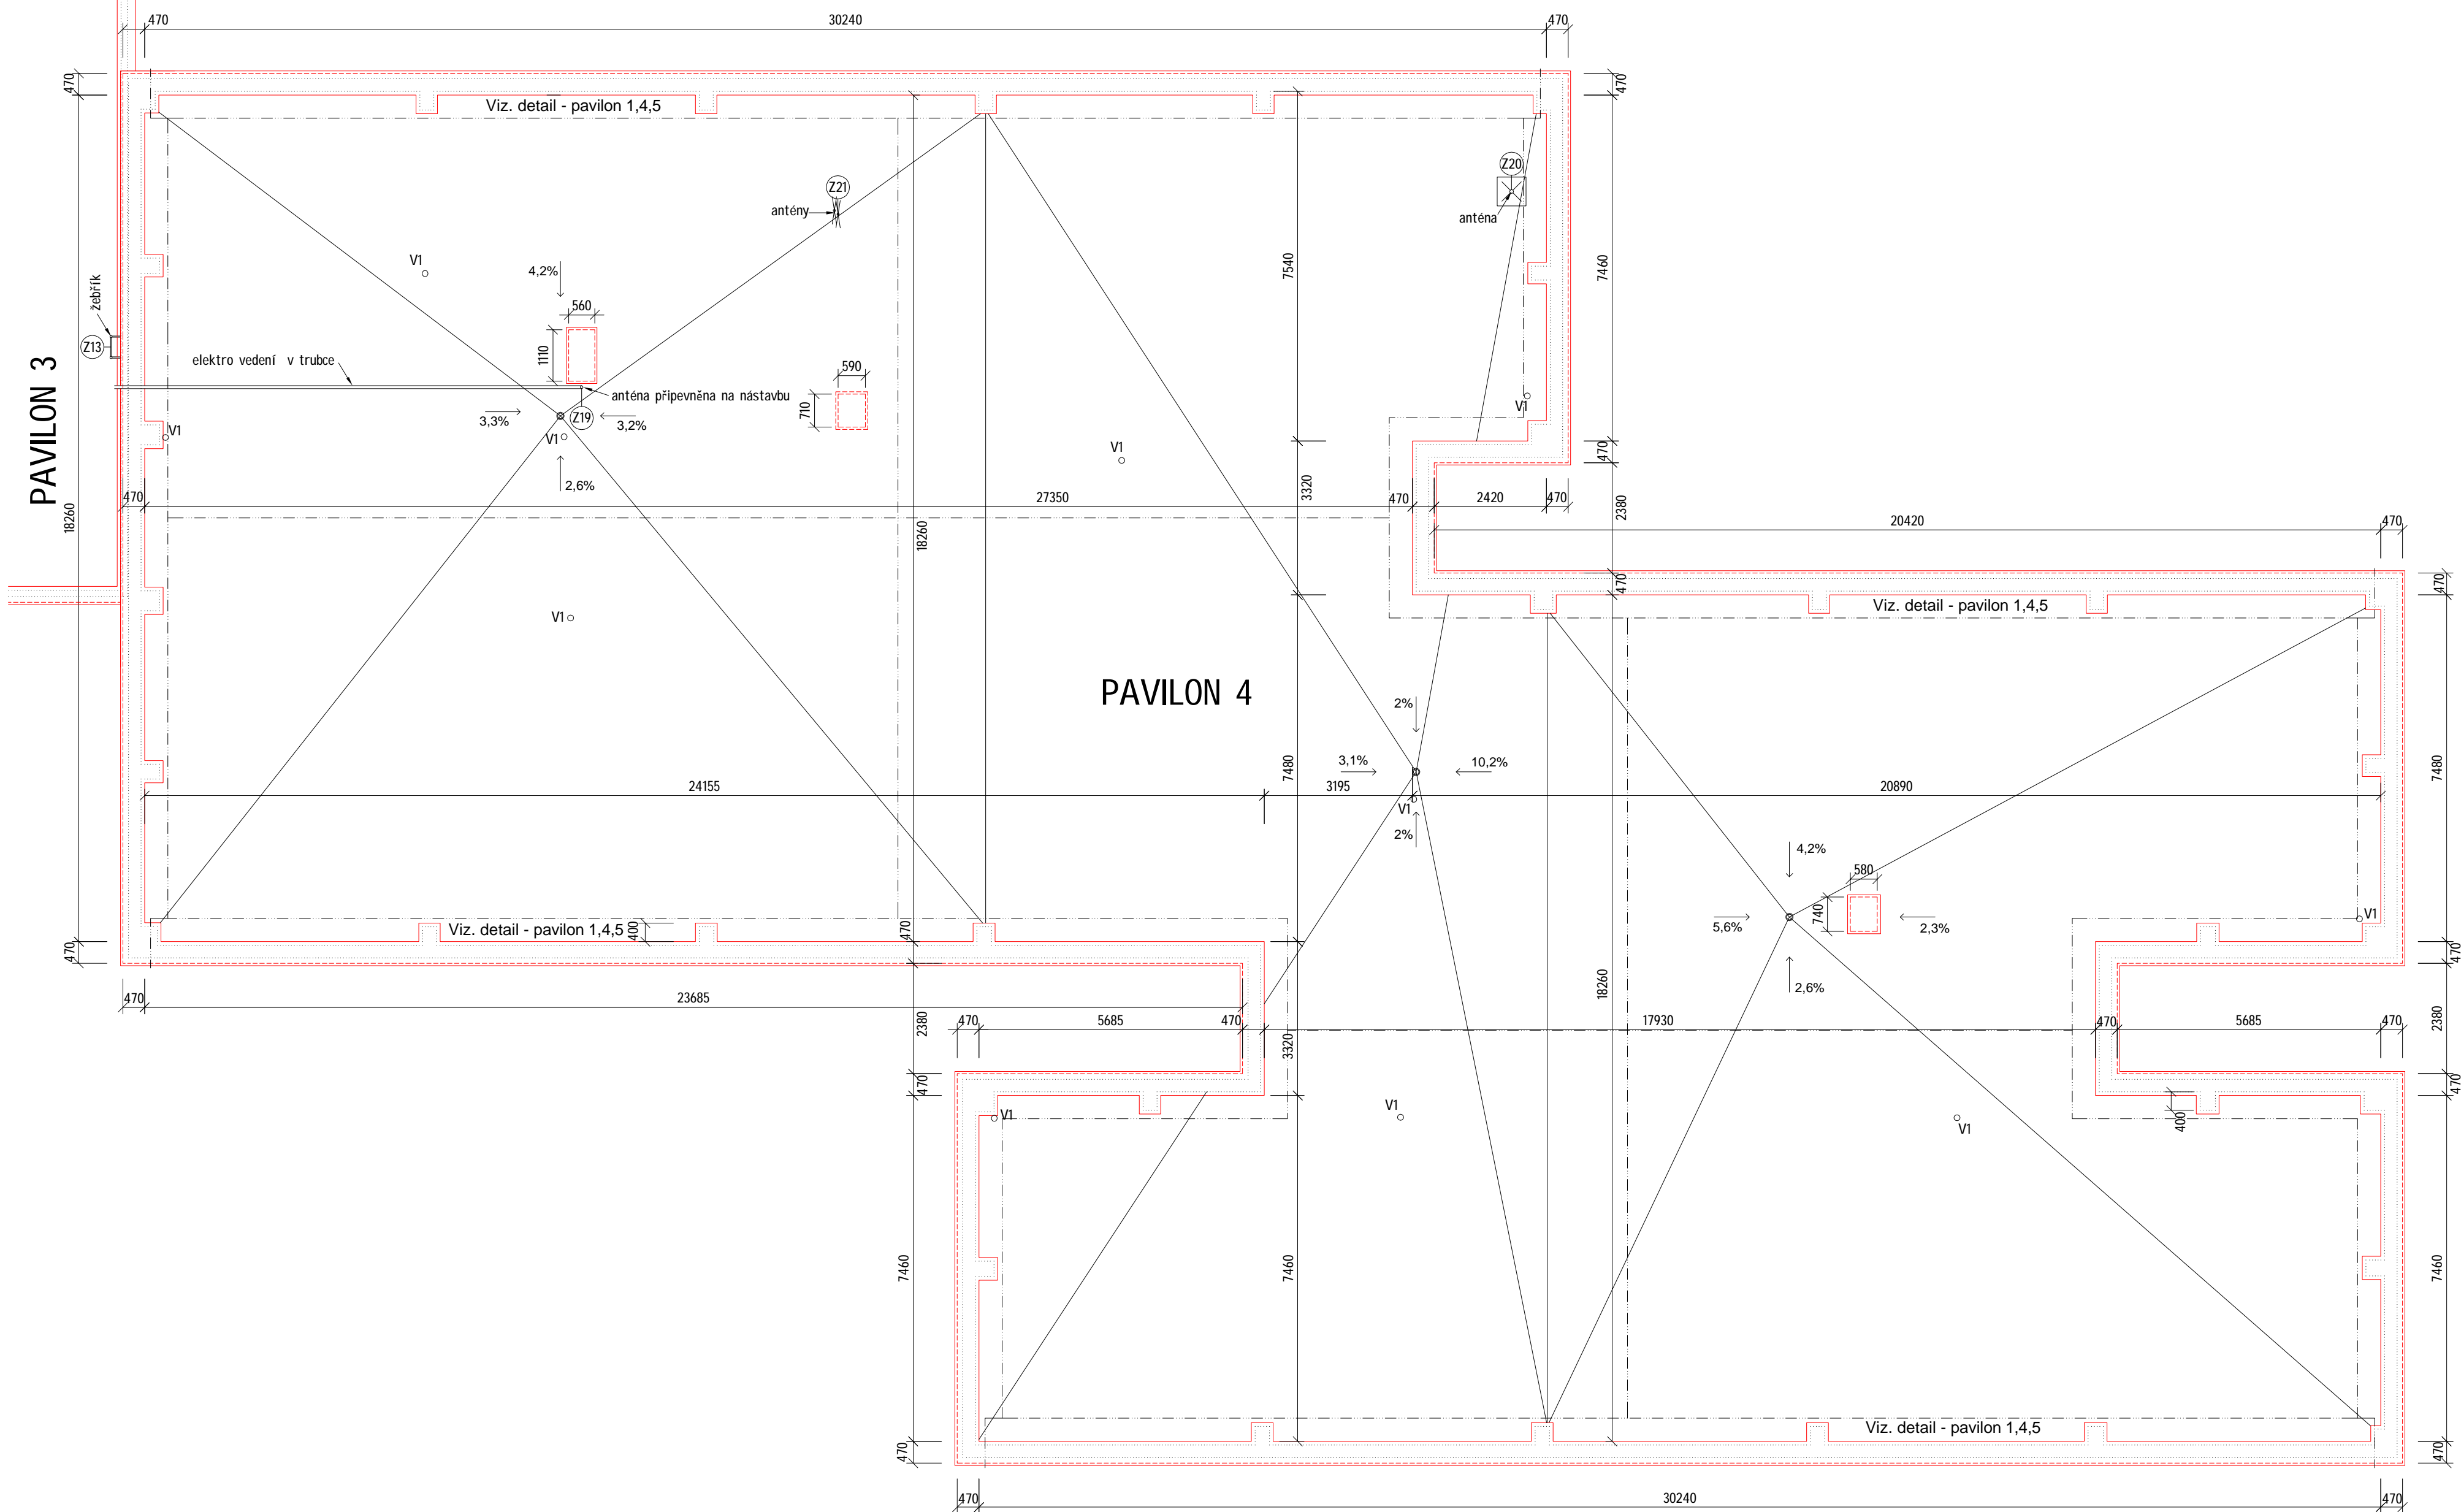 470
30240
470
470
470
Viz. detail - pavilon 1,4,5
Z20
Z21
antény
anténa
V1
4,2%
7540
7460
žebřík
560
Z13
1110
PAVILON 3
elektro vedení v trubce
590
anténa připevněna na nástavbu
710
V1
3,3%
Z19
3,2%
V1
V1
V1
470
2,6%
470
27350
470
2420
470
3320
2380
18260
18260
20420
470
470
470
V1
Viz. detail - pavilon 1,4,5
PAVILON 4
2%
3,1%
10,2%
7480
7480
24155
3195
20890
V1
2%
4,2%
580
740
5,6%
2,3%
V1
Viz. detail - pavilon 1,4,5
400
470
470
470
18260
2,6%
470
23685
2380
470
5685
470
3320
17930
470
5685
470
2380
470
470
V1
V1
V1
400
7460
7460
7460
Viz. detail - pavilon 1,4,5
470
470
470
30240
470